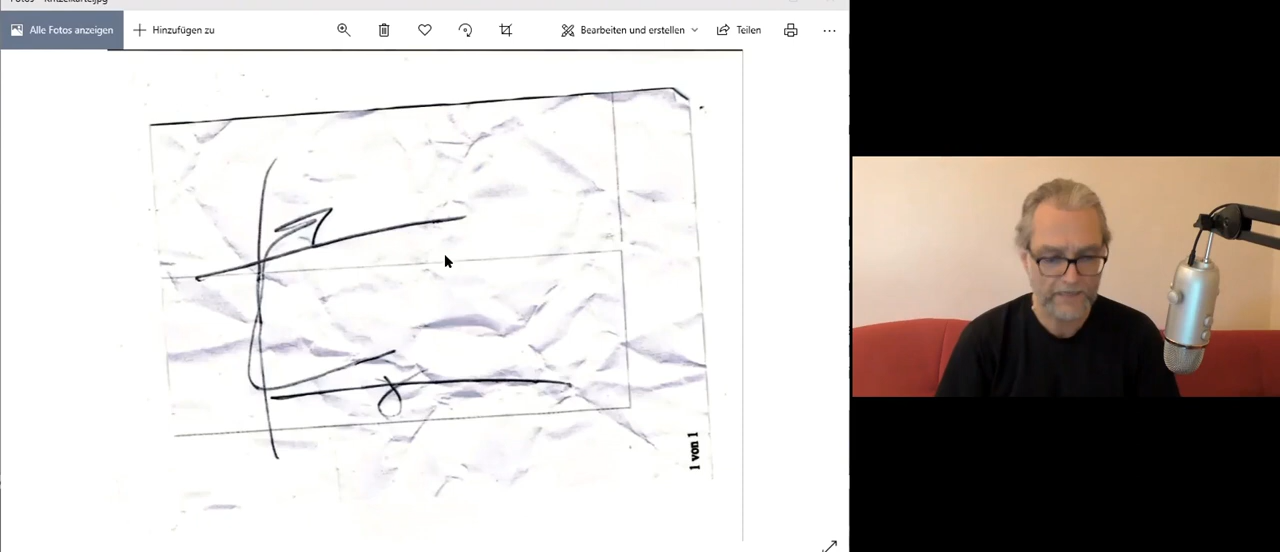 Alle Fotos anzeigen
Hinzufügen zu
Bearbeiten und erstellen
Teilen
1 von 1